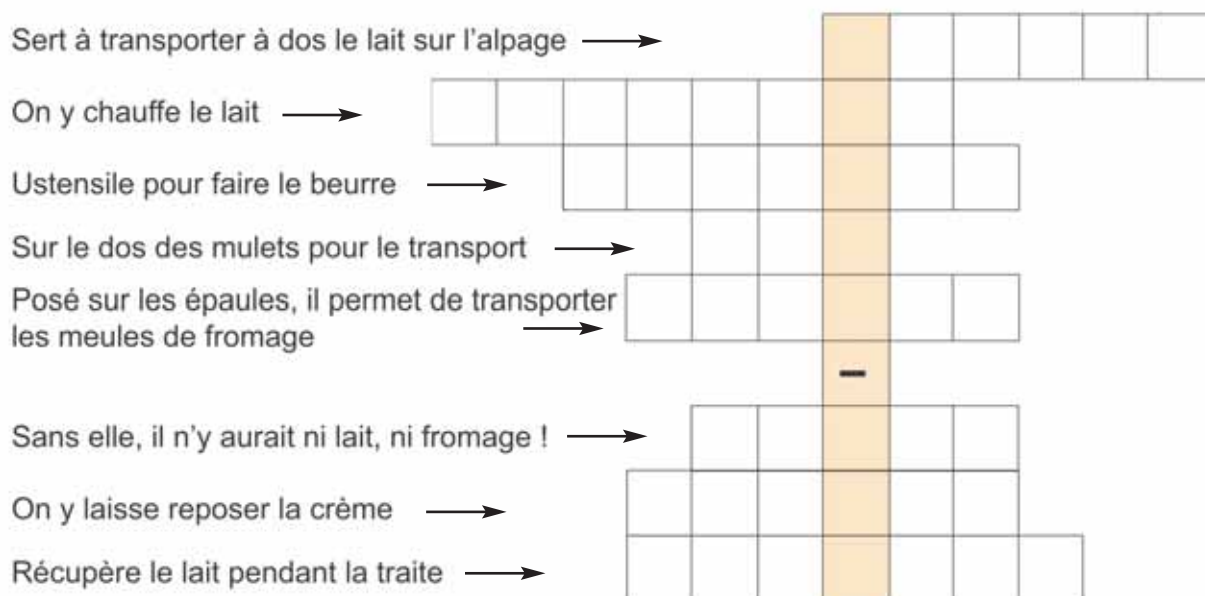 Sert à transporter à dos le lait sur l'alpage
On y chauffe le lait
Ustensile pour faire le beurre
Sur le dos des mulets pour le transport
Posé sur les épaules, il permet de transporter
les meules de fromage
–
Sans elle, il n'y aurait ni lait, ni fromage !
On y laisse reposer la crème
Récupère le lait pendant la traite